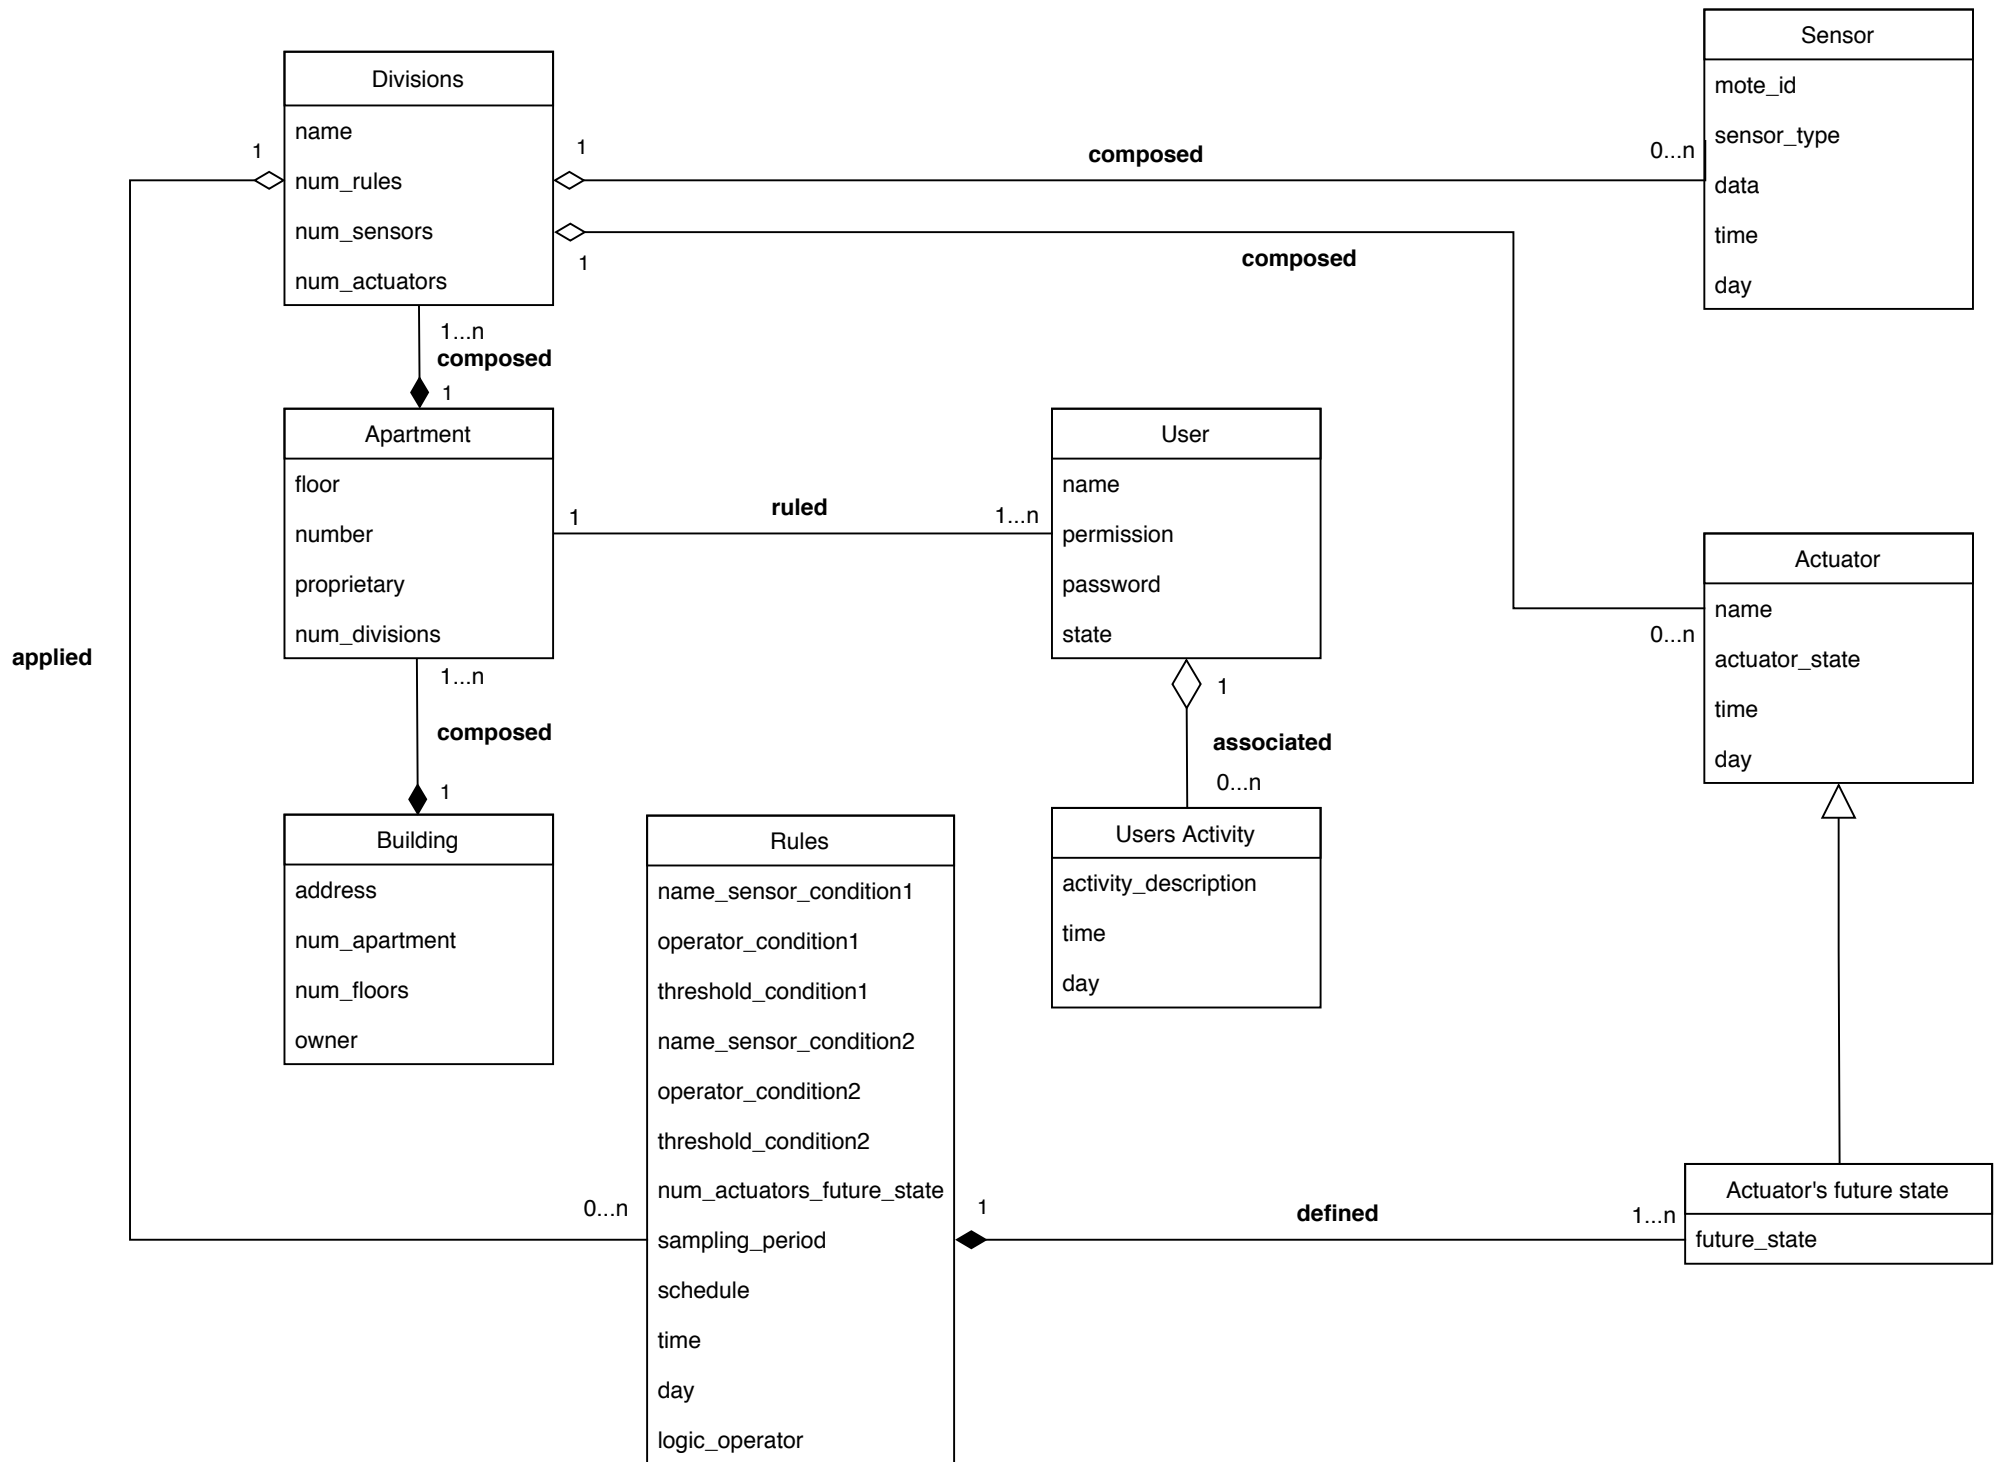 Sensor
mote_id
sensor_type
data
time
day
Divisions
name
num_rules
num_sensors
num_actuators
1
1
composed
0...n
1
composed
1...n
composed
1
Apartment
floor
number
proprietary
num_divisions
1
ruled
1...n
User
name
permission
password
state
Actuator
name
actuator_state
time
day
0...n
applied
1...n
composed
1
1
associated
0...n
Building
address
num_apartment
num_floors
owner
Rules
name_sensor_condition1
operator_condition1
threshold_condition1
name_sensor_condition2
operator_condition2
threshold_condition2
num_actuators_future_state
sampling_period
schedule
time
day
logic_operator
Users Activity
activity_description
time
day
0...n
1
defined
1...n
Actuator's future state
future_state